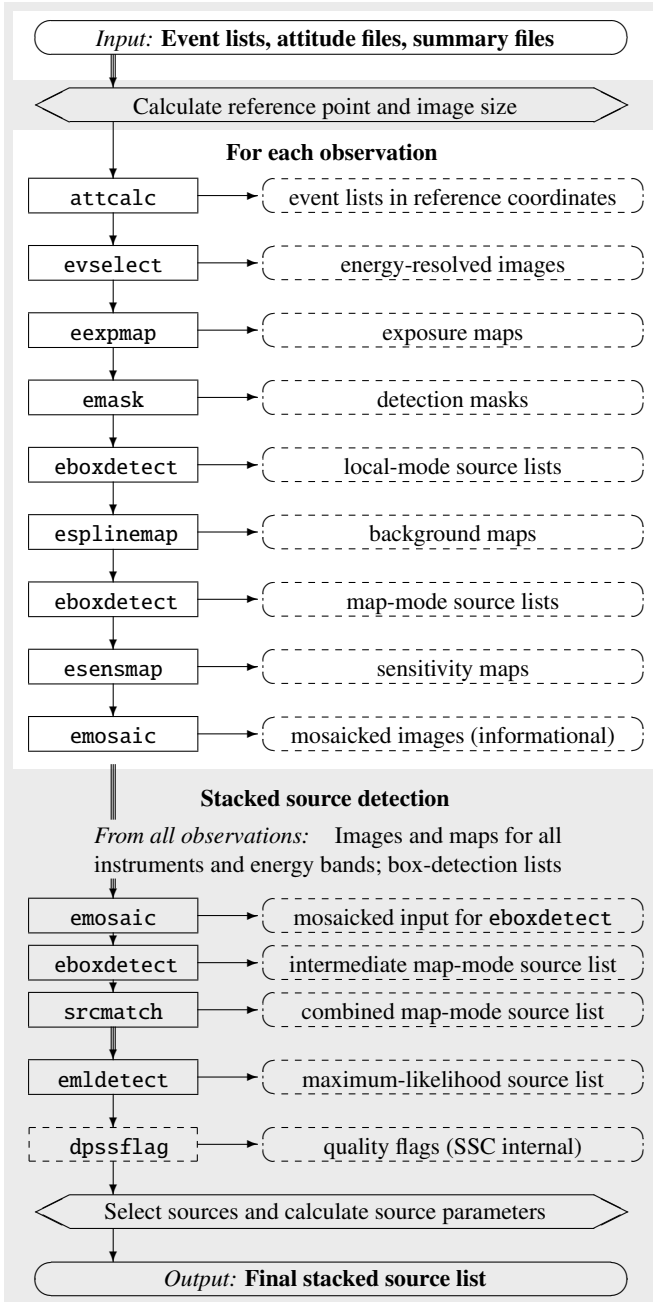 Input: Event lists, attitude files, summary files
Calculate reference point and image size
For each observation
attcalc
event lists in reference coordinates
evselect
energy-resolved images
eexpmap
exposure maps
emask
detection masks
eboxdetect
local-mode source lists
esplinemap
background maps
eboxdetect
map-mode source lists
esensmap
sensitivity maps
emosaic
mosaicked images (informational)
Stacked source detection
From all observations: Images and maps for all
instruments and energy bands; box-detection lists
emosaic
mosaicked input for eboxdetect
eboxdetect
intermediate map-mode source list
srcmatch
combined map-mode source list
emldetect
maximum-likelihood source list
dpssflag
quality flags (SSC internal)
Select sources and calculate source parameters
Output: Final stacked source list